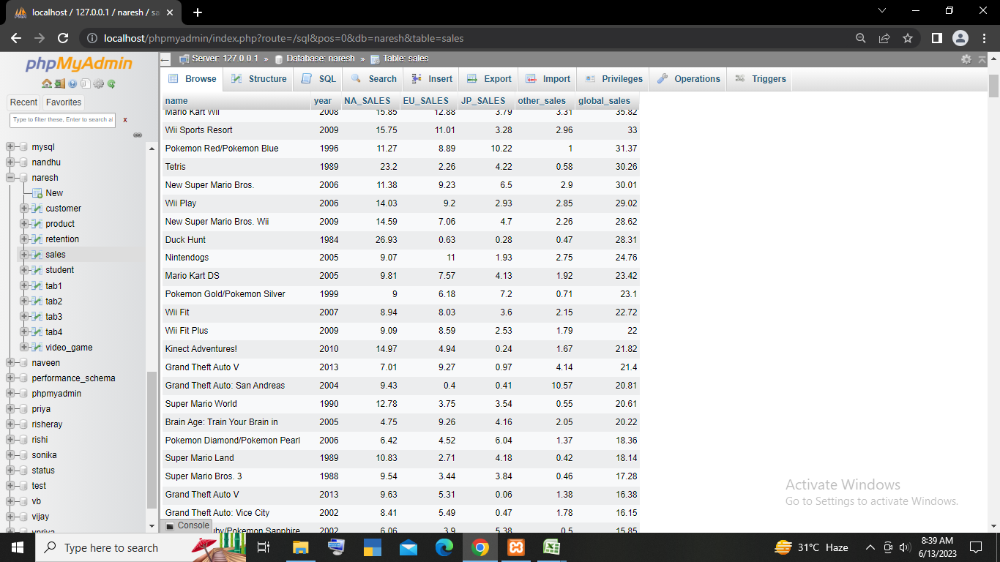 localhost / 127.0.0.1 / naresh / sa
localhost/phpmyadmin/index.php?route=/sql&pos=0&db=naresh&table=sales
phpMyAdmin
Recent Favorites
Type to filter these, Enter to search al x
mysql
nandhu
naresh
New
customer
product
retention
sales
student
tab1
tab2
tab3
tab4
video_game
naveen
performance_schema
phpmyadmin
priya
risheray
rishi
sonika
status
test
vb
vijay
vpriya
Server: 127.0.0.1 » Database: naresh » Table: sales
Browse Structure SQL Search Insert Export Import Privileges Operations Triggers
name year NA_SALES EU_SALES JP_SALES other_sales global_sales
Mario Kart Wii 2008 15.85 12.88 3.79 3.31 35.82
Wii Sports Resort 2009 15.75 11.01 3.28 2.96 33
Pokemon Red/Pokemon Blue 1996 11.27 8.89 10.22 1 31.37
Tetris 1989 23.2 2.26 4.22 0.58 30.26
New Super Mario Bros. 2006 11.38 9.23 6.5 2.9 30.01
Wii Play 2006 14.03 9.2 2.93 2.85 29.02
New Super Mario Bros. Wii 2009 14.59 7.06 4.7 2.26 28.62
Duck Hunt 1984 26.93 0.63 0.28 0.47 28.31
Nintendogs 2005 9.07 11 1.93 2.75 24.76
Mario Kart DS 2005 9.81 7.57 4.13 1.92 23.42
Pokemon Gold/Pokemon Silver 1999 9 6.18 7.2 0.71 23.1
Wii Fit 2007 8.94 8.03 3.6 2.15 22.72
Wii Fit Plus 2009 9.09 8.59 2.53 1.79 22
Kinect Adventures! 2010 14.97 4.94 0.24 1.67 21.82
Grand Theft Auto V 2013 7.01 9.27 0.97 4.14 21.4
Grand Theft Auto: San Andreas 2004 9.43 0.4 0.41 10.57 20.81
Super Mario World 1990 12.78 3.75 3.54 0.55 20.61
Brain Age: Train Your Brain in 2005 4.75 9.26 4.16 2.05 20.22
Pokemon Diamond/Pokemon Pearl 2006 6.42 4.52 6.04 1.37 18.36
Super Mario Land 1989 10.83 2.71 4.18 0.42 18.14
Super Mario Bros. 3 1988 9.54 3.44 3.84 0.46 17.28
Grand Theft Auto V 2013 9.63 5.31 0.06 1.38 16.38
Grand Theft Auto: Vice City 2002 8.41 5.49 0.47 1.78 16.15
uby/Pokemon Sapphire 2002 6.06 3.9 5.38 0.5 15.85
Console
Activate Windows
Go to Settings to activate Windows.
Type here to search
31°C Haze
8:39 AM
6/13/2023